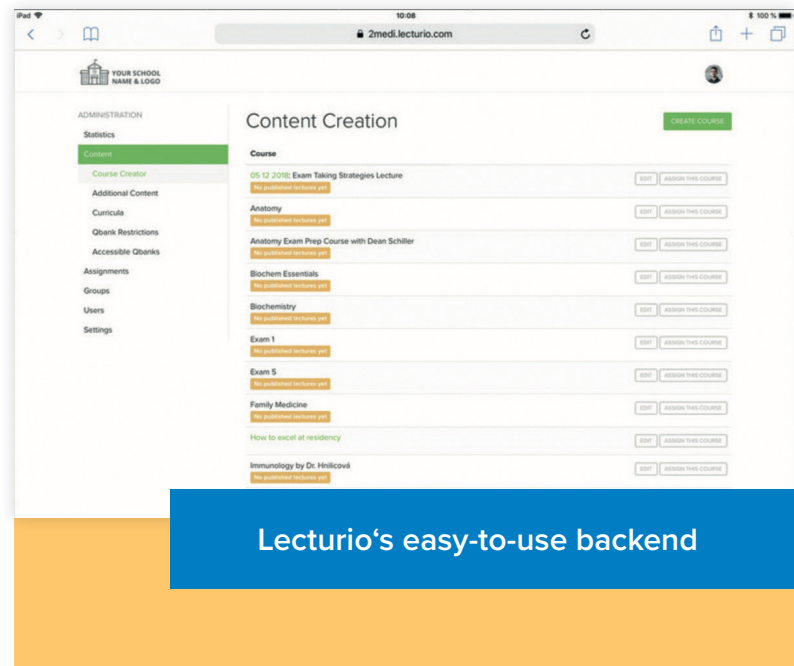 iPad 10:08 100 %
2medi.lecturio.com
YOUR SCHOOL
NAME & LOGO
ADMINISTRATION
Statistics
Content
Course Creator
Additional Content
Curricula
Qbank Restrictions
Accessible Qbanks
Assignments
Groups
Users
Settings
Content Creation
CREATE COURSE
Course
05 12 2018: Exam Taking Strategies Lecture
No published lectures yet
EDIT ASSIGN THIS COURSE
Anatomy
No published lectures yet
EDIT ASSIGN THIS COURSE
Anatomy Exam Prep Course with Dean Schiller
No published lectures yet
EDIT ASSIGN THIS COURSE
Biochem Essentials
No published lectures yet
EDIT ASSIGN THIS COURSE
Biochemistry
No published lectures yet
EDIT ASSIGN THIS COURSE
Exam 1
No published lectures yet
EDIT ASSIGN THIS COURSE
Exam 5
No published lectures yet
EDIT ASSIGN THIS COURSE
Family Medicine
No published lectures yet
EDIT ASSIGN THIS COURSE
How to excel at residency
EDIT ASSIGN THIS COURSE
Immunology by Dr. Hnilicová
No published lectures yet
EDIT ASSIGN THIS COURSE
Lecturio‘s easy-to-use backend